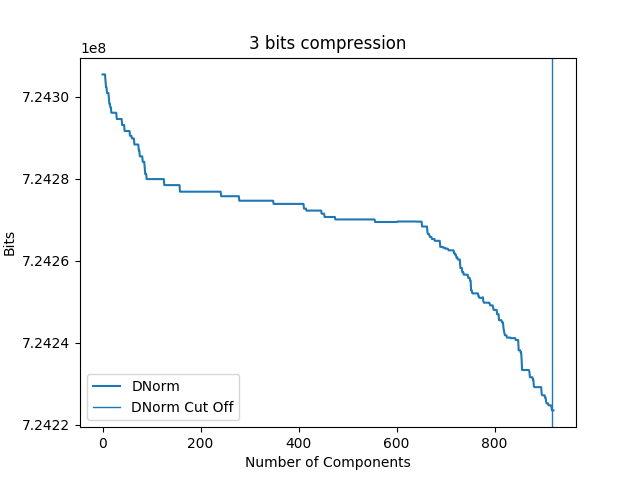 3 bits compression
1e8
7.2430
7.2428
7.2426
7.2424
7.2422
Bits
DNorm
DNorm Cut Off
0 200 400 600 800
Number of Components